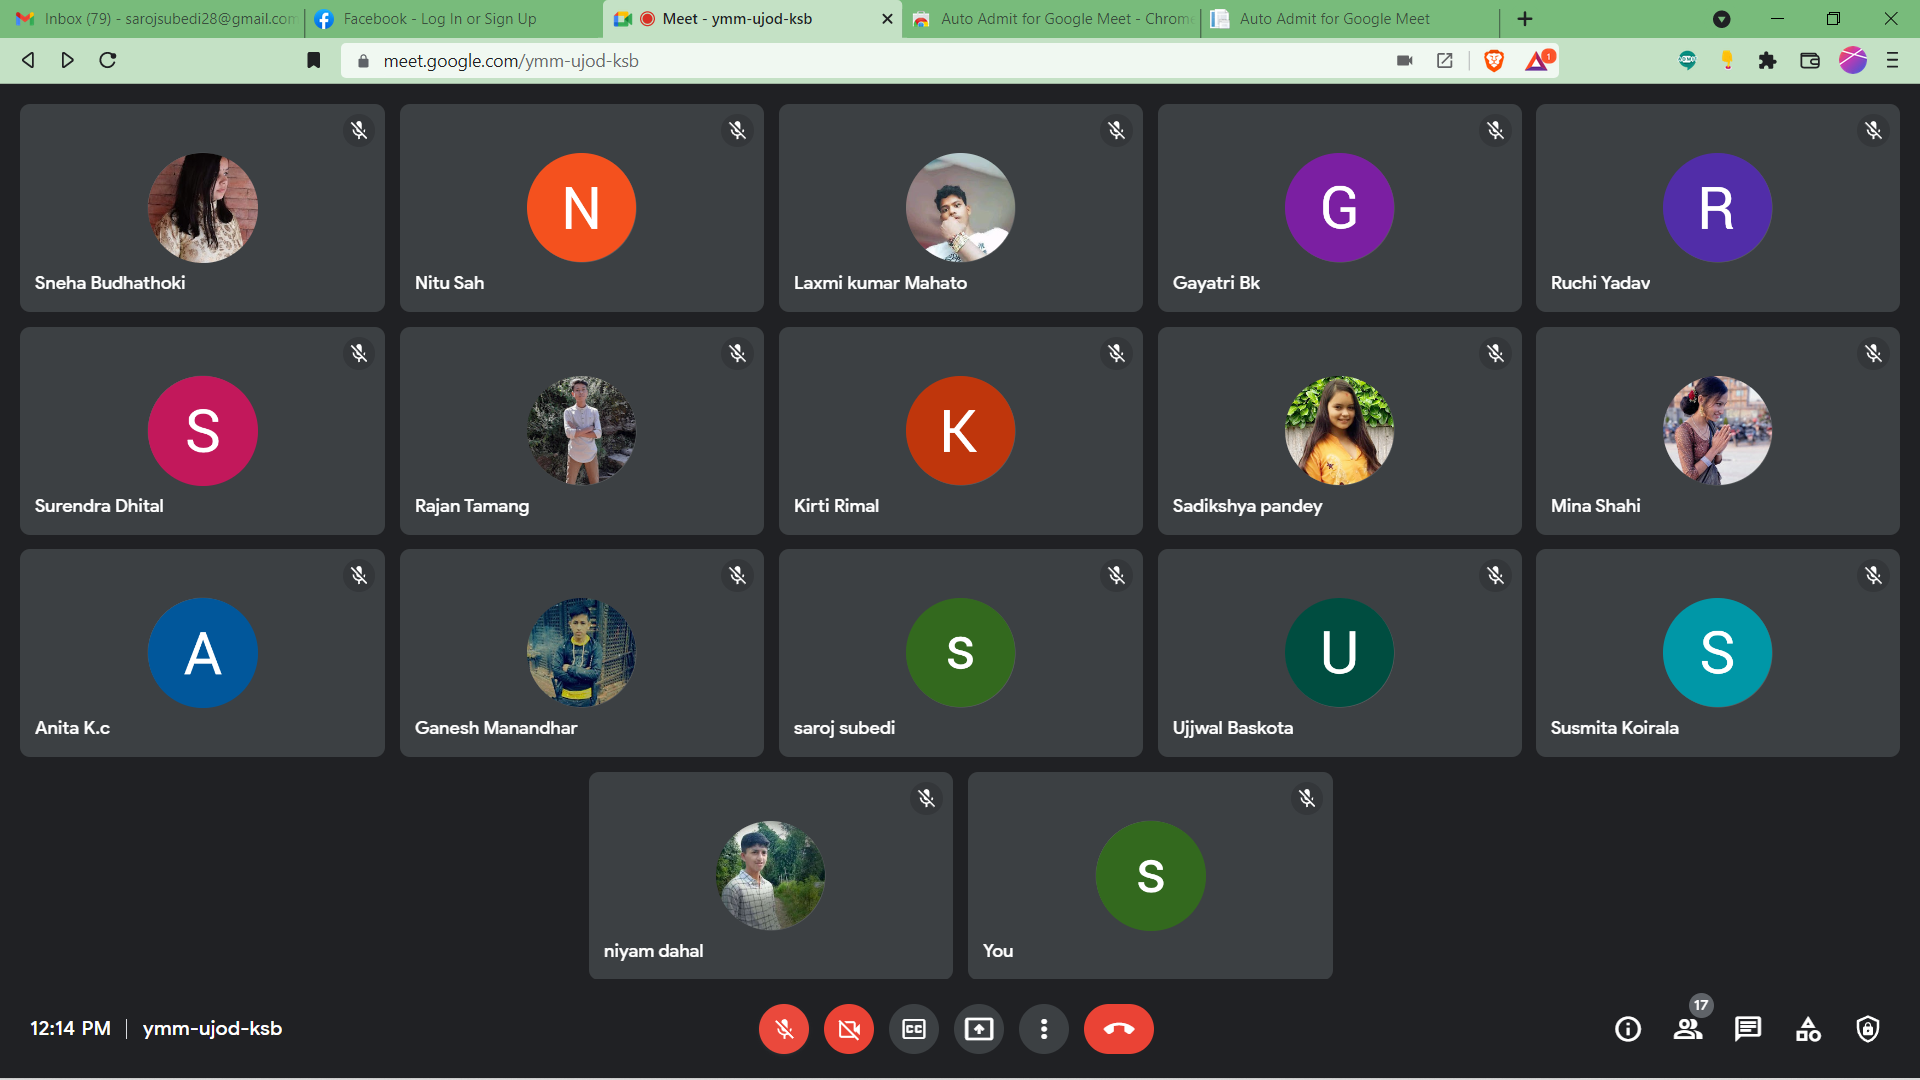 Inbox (79) - sarojsubedi28@gmail.com
Facebook - Log In or Sign Up
Meet - ymm-ujod-ksb
Auto Admit for Google Meet - Chrome
Auto Admit for Google Meet
meet.google.com/ymm-ujod-ksb
1
N
G
R
Sneha Budhathoki
Nitu Sah
Laxmi kumar Mahato
Gayatri Bk
Ruchi Yadav
S
K
Surendra Dhital
Rajan Tamang
Kirti Rimal
Sadikshya pandey
Mina Shahi
A
s
U
S
Anita K.c
Ganesh Manandhar
saroj subedi
Ujjwal Baskota
Susmita Koirala
s
niyam dahal
You
12:14 PM
ymm-ujod-ksb
CC
17